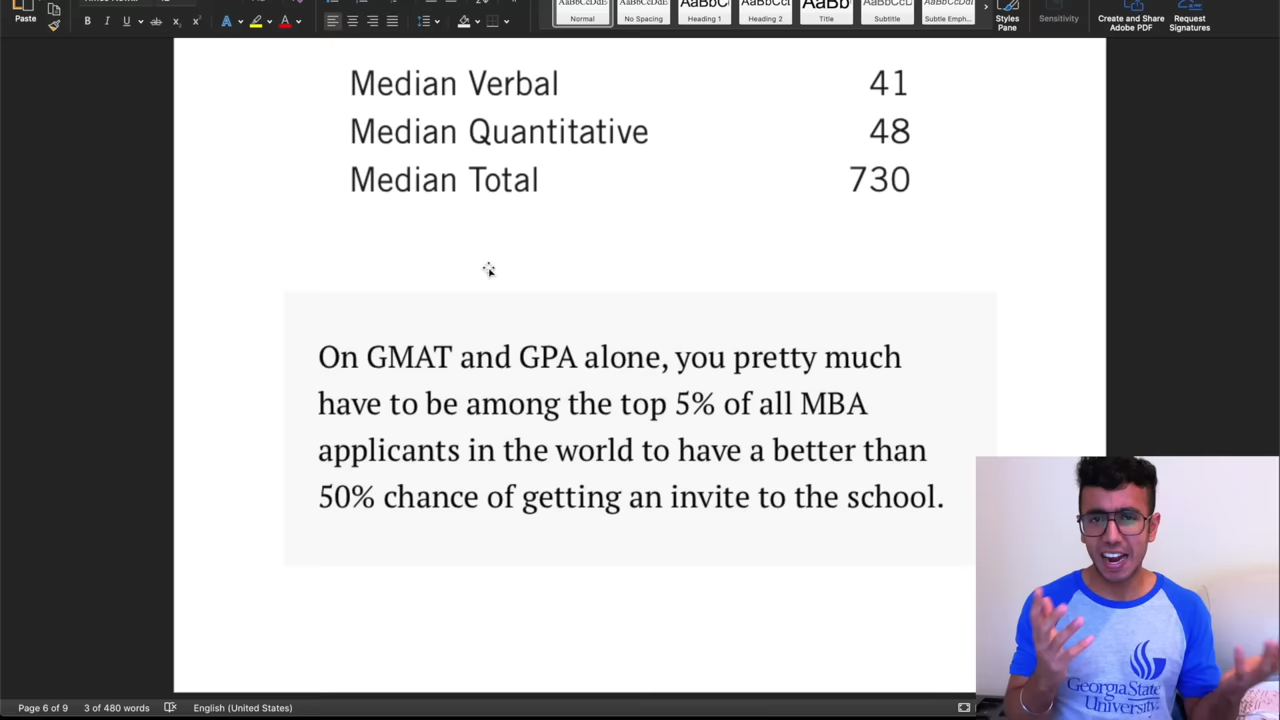 Paste
Normal
No Spacing
Heading 1
Heading 2
Title
Subtitle
Subtle Emph...
Styles
Pane
Sensitivity
Create and Share
Adobe PDF
Request
Signatures
Median Verbal 41
Median Quantitative 48
Median Total 730
On GMAT and GPA alone, you pretty much
have to be among the top 5% of all MBA
applicants in the world to have a better than
50% chance of getting an invite to the school.
Georgia State
University
Page 6 of 9 3 of 480 words English (United States)